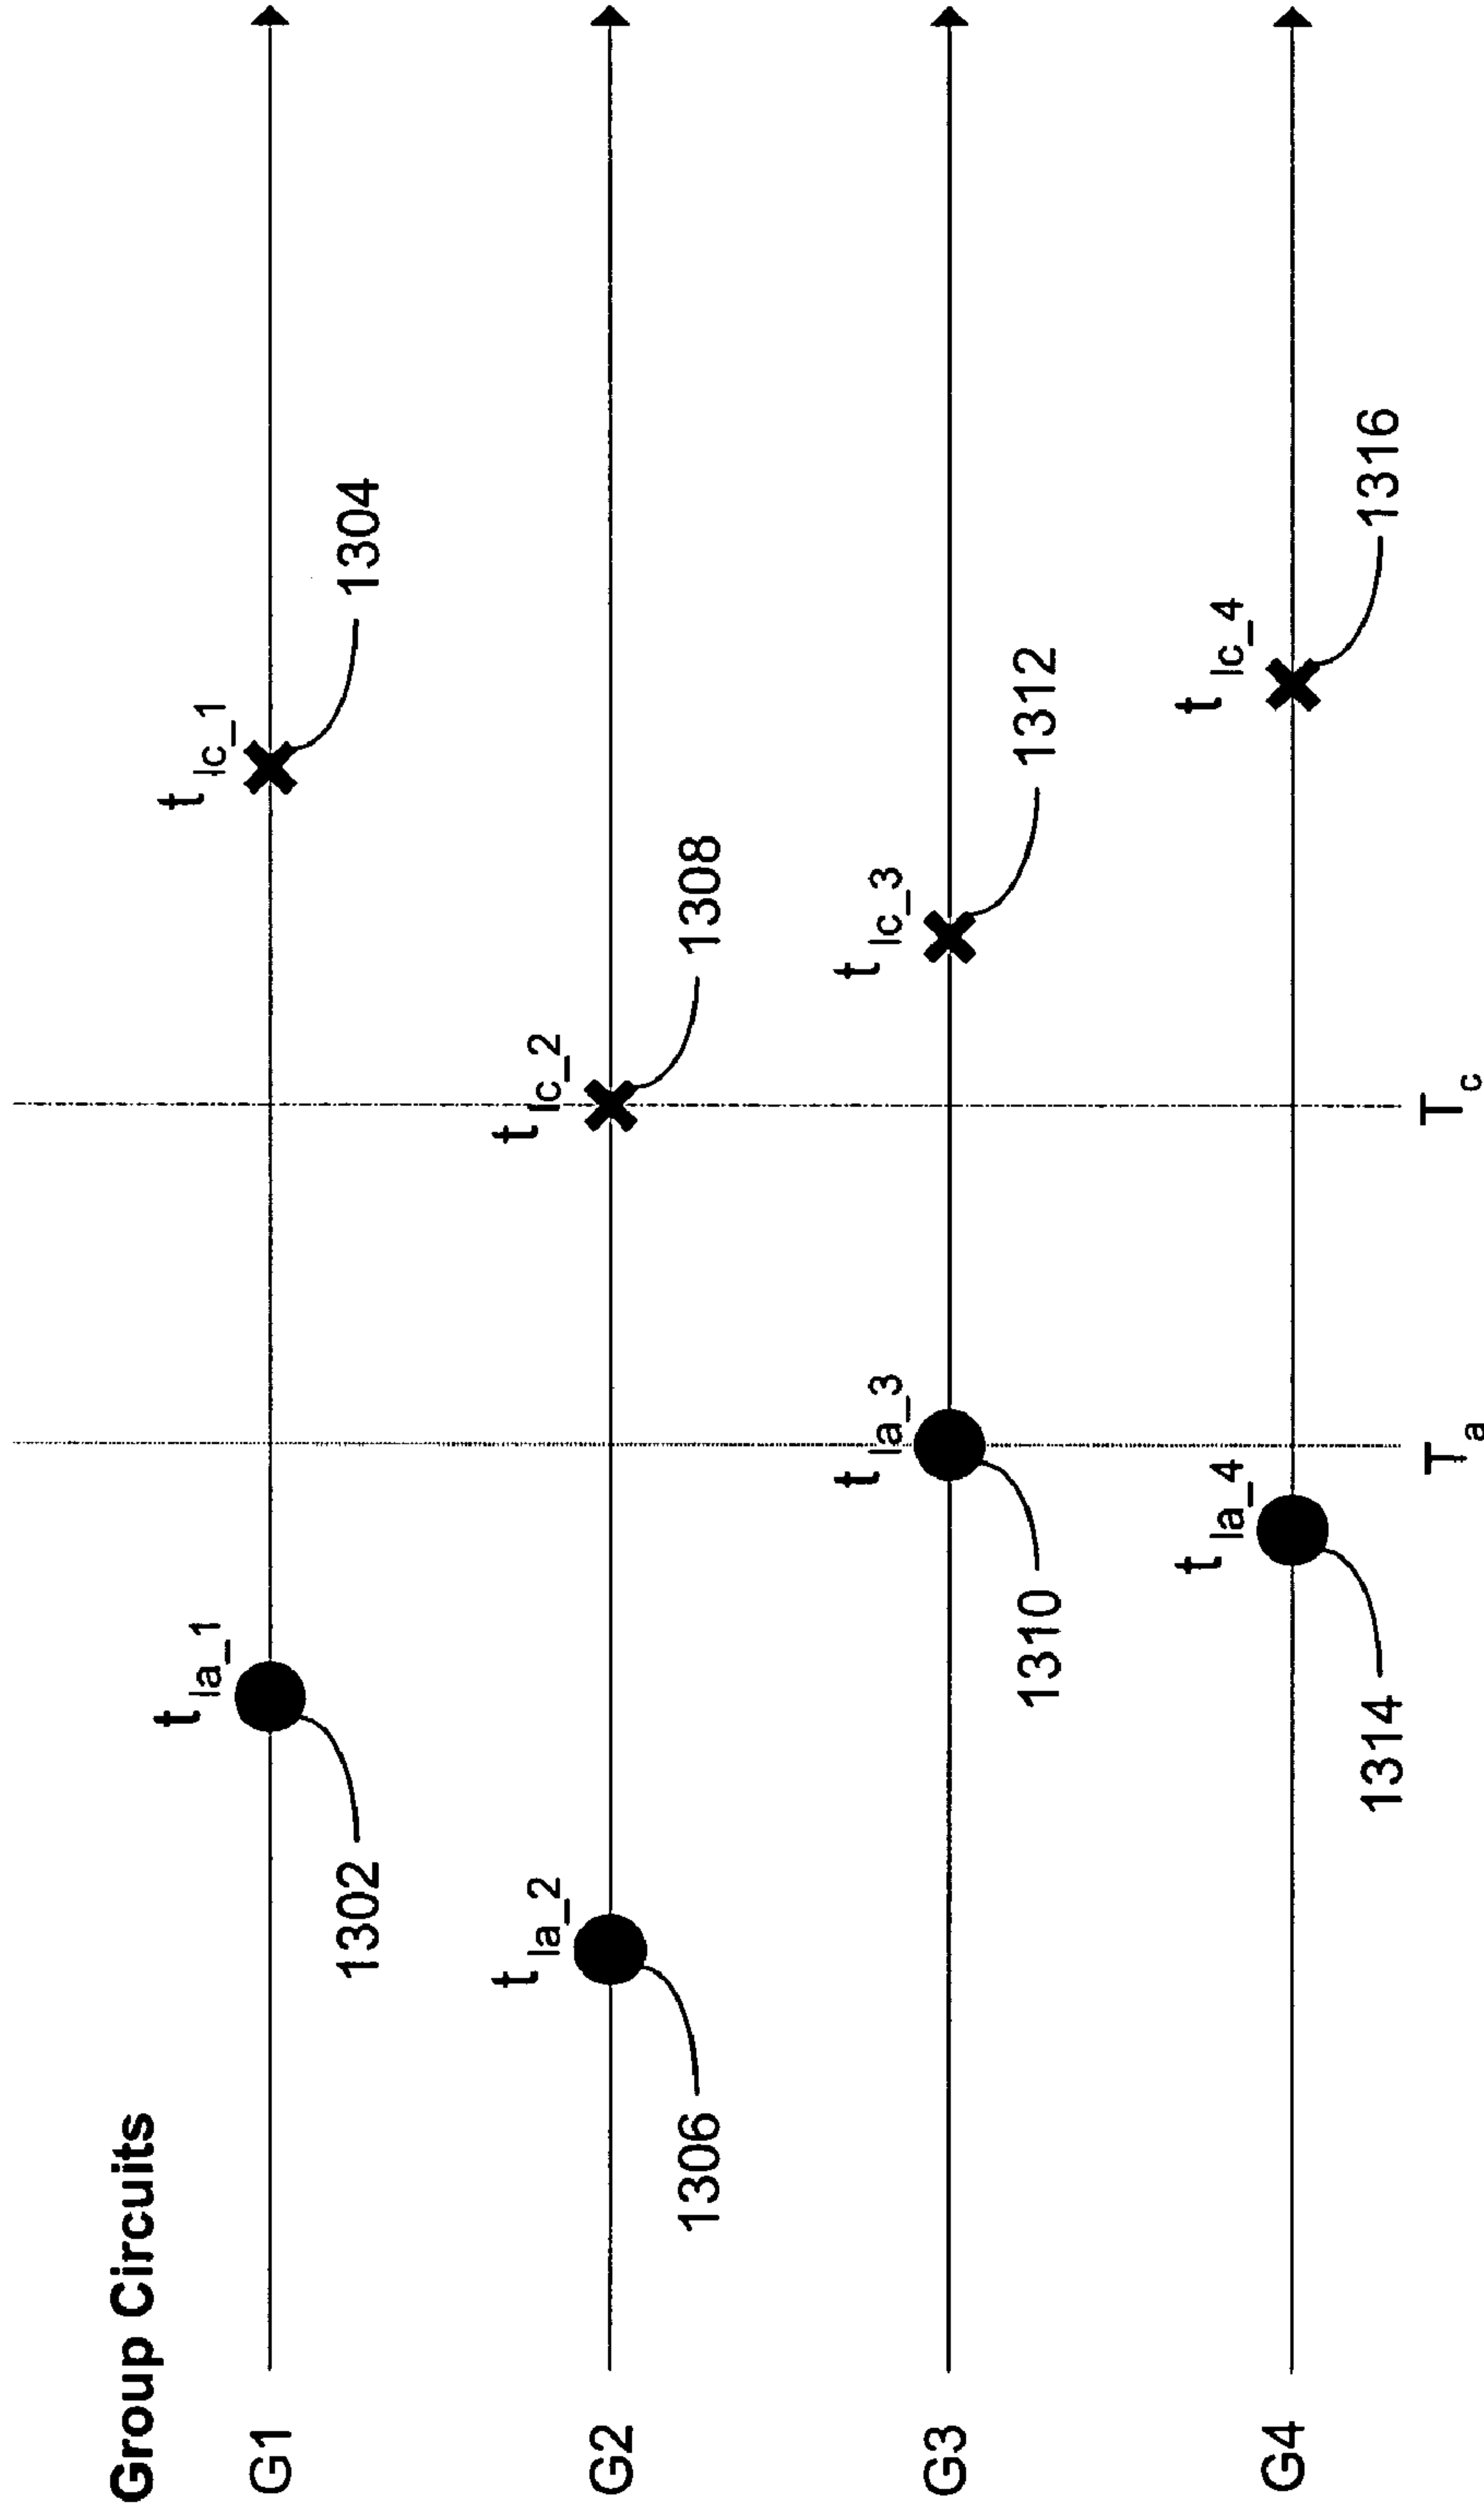 Group Circuits
G1
t_la_1
t_lc_1
1302
1304
G2
t_la_2
t_lc_2
1306
1308
G3
t_la_3
t_lc_3
1310
1312
G4
t_la_4
t_lc_4
1314
1316
T_a
T_c